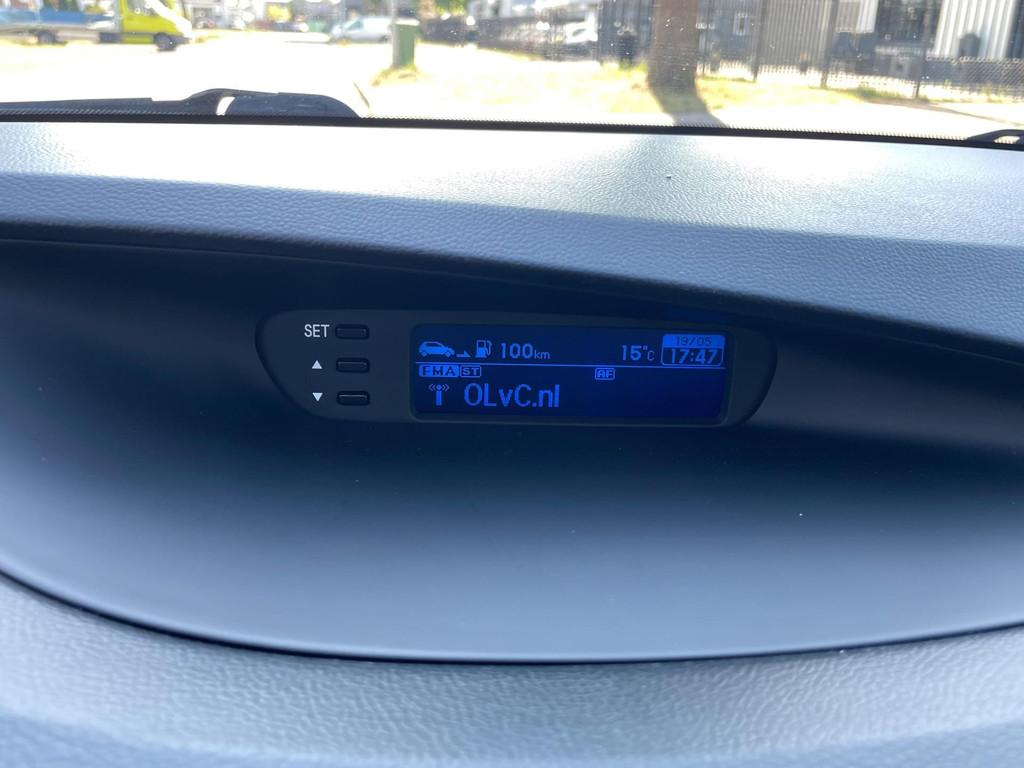 SET
100km 15°C 19/05
17:47
FMA ST AF
OLvC.nl